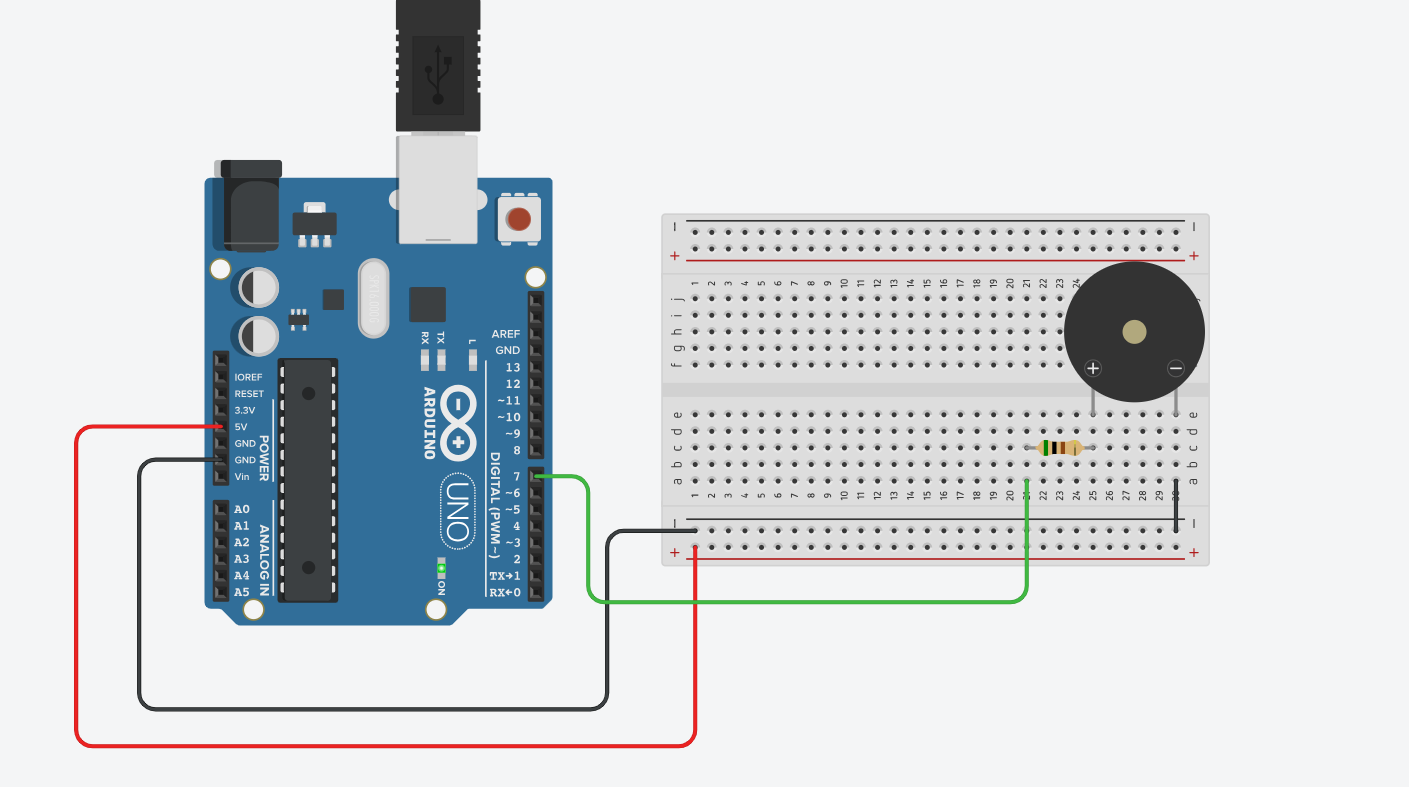 RX
TX
L
AREF
GND
13
12
~11
~10
~9
8
7
~6
~5
4
~3
2
TX→1
RX←0
DIGITAL (PWM~)
ARDUINO
UNO
ON
IOREF
RESET
3.3V
5V
GND
GND
Vin
POWER
A0
A1
A2
A3
A4
A5
ANALOG IN
− −
+ +
1 2 3 4 5 6 7 8 9 10 11 12 13 14 15 16 17 18 19 20 21 22 23 24
j
i
h
g
f
+ −
e e
d d
c c
b b
a a
1 2 3 4 5 6 7 8 9 10 11 12 13 14 15 16 17 18 19 20 21 22 23 24 25 26 27 28 29 30
− −
+ +